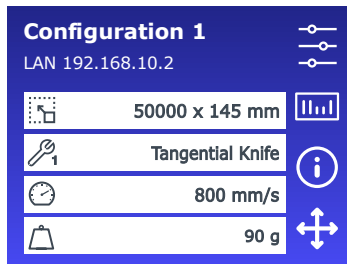 Configuration 1
LAN 192.168.10.2
50000 x 145 mm
1
Tangential Knife
800 mm/s
90 g